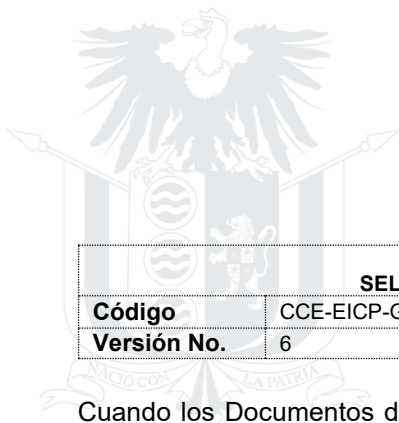 SEL
Código CCE-EICP-G
Versión No. 6
NACIÓ CON LA PATRIA
Cuando los Documentos d